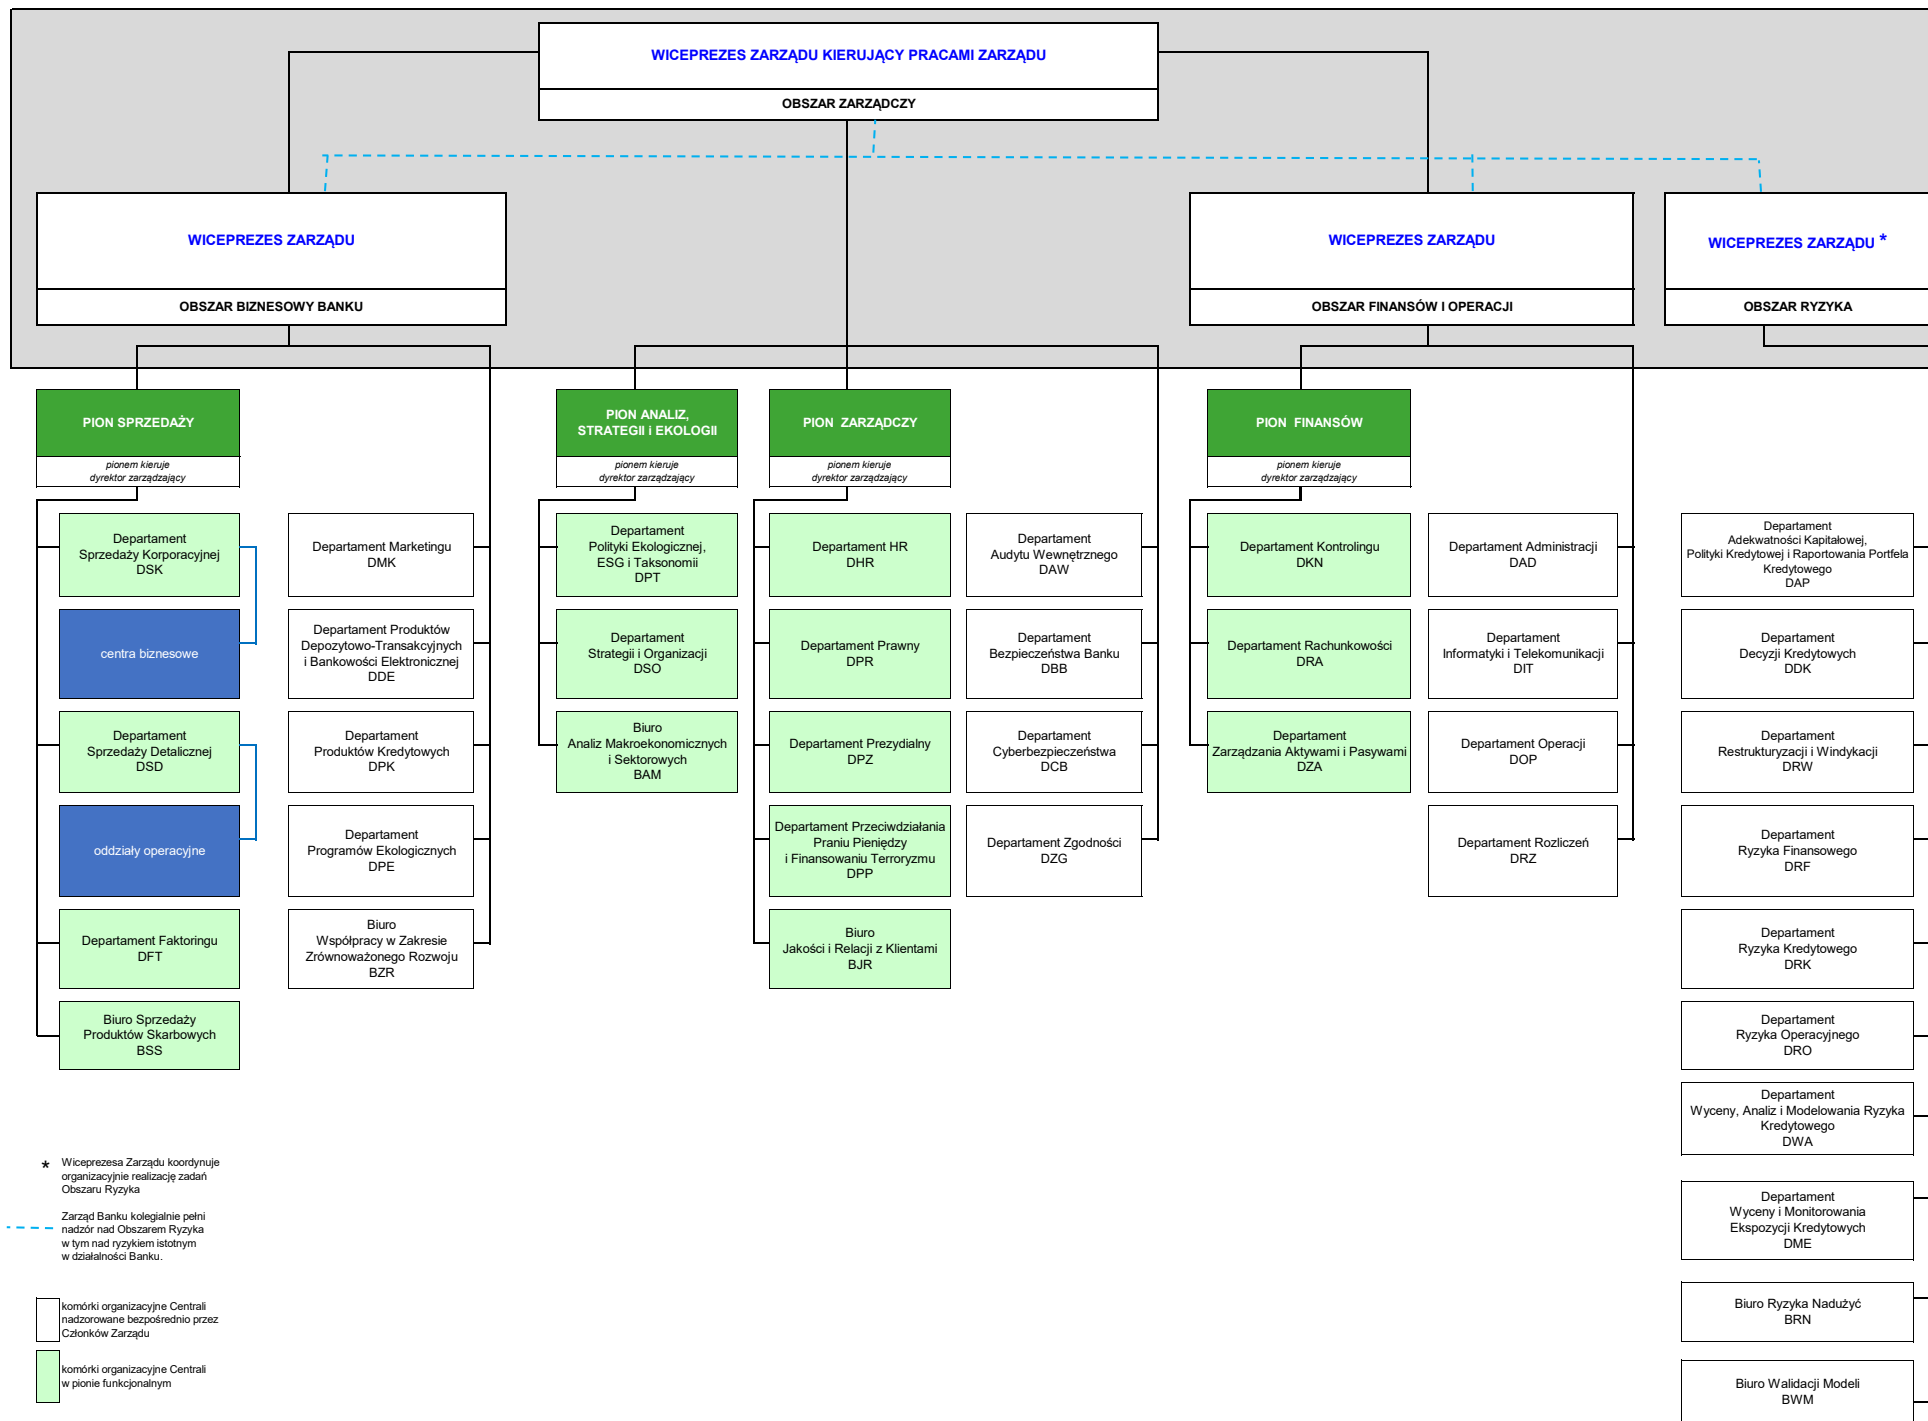 WICEPREZES ZARZĄDU KIERUJĄCY PRACAMI ZARZĄDU
OBSZAR ZARZĄDCZY
WICEPREZES ZARZĄDU
OBSZAR BIZNESOWY BANKU
WICEPREZES ZARZĄDU
OBSZAR FINANSÓW I OPERACJI
WICEPREZES ZARZĄDU *
OBSZAR RYZYKA
PION SPRZEDAŻY
pionem kieruje
dyrektor zarządzający
Departament
Sprzedaży Korporacyjnej
DSK
centra biznesowe
Departament
Sprzedaży Detalicznej
DSD
oddziały operacyjne
Departament Faktoringu
DFT
Biuro Sprzedaży
Produktów Skarbowych
BSS
Departament Marketingu
DMK
Departament Produktów
Depozytowo-Transakcyjnych
i Bankowości Elektronicznej
DDE
Departament
Produktów Kredytowych
DPK
Departament
Programów Ekologicznych
DPE
Biuro
Współpracy w Zakresie
Zrównoważonego Rozwoju
BZR
PION ANALIZ,
STRATEGII i EKOLOGII
pionem kieruje
dyrektor zarządzający
Departament
Polityki Ekologicznej,
ESG i Taksonomii
DPT
Departament
Strategii i Organizacji
DSO
Biuro
Analiz Makroekonomicznych
i Sektorowych
BAM
PION ZARZĄDCZY
pionem kieruje
dyrektor zarządzający
Departament HR
DHR
Departament Prawny
DPR
Departament Prezydialny
DPZ
Departament Przeciwdziałania
Praniu Pieniędzy
i Finansowaniu Terroryzmu
DPP
Biuro
Jakości i Relacji z Klientami
BJR
Departament
Audytu Wewnętrznego
DAW
Departament
Bezpieczeństwa Banku
DBB
Departament
Cyberbezpieczeństwa
DCB
Departament Zgodności
DZG
PION FINANSÓW
pionem kieruje
dyrektor zarządzający
Departament Kontrolingu
DKN
Departament Rachunkowości
DRA
Departament
Zarządzania Aktywami i Pasywami
DZA
Departament Administracji
DAD
Departament
Informatyki i Telekomunikacji
DIT
Departament Operacji
DOP
Departament Rozliczeń
DRZ
Departament
Adekwatności Kapitałowej,
Polityki Kredytowej i Raportowania Portfela
Kredytowego
DAP
Departament
Decyzji Kredytowych
DDK
Departament
Restrukturyzacji i Windykacji
DRW
Departament
Ryzyka Finansowego
DRF
Departament
Ryzyka Kredytowego
DRK
Departament
Ryzyka Operacyjnego
DRO
Departament
Wyceny, Analiz i Modelowania Ryzyka
Kredytowego
DWA
Departament
Wyceny i Monitorowania
Ekspozycji Kredytowych
DME
Biuro Ryzyka Nadużyć
BRN
Biuro Walidacji Modeli
BWM
* Wiceprezesa Zarządu koordynuje
organizacyjnie realizację zadań
Obszaru Ryzyka
Zarząd Banku kolegialnie pełni
nadzór nad Obszarem Ryzyka
w tym nad ryzykiem istotnym
w działalności Banku.
komórki organizacyjne Centrali
nadzorowane bezpośrednio przez
Członków Zarządu
komórki organizacyjne Centrali
w pionie funkcjonalnym